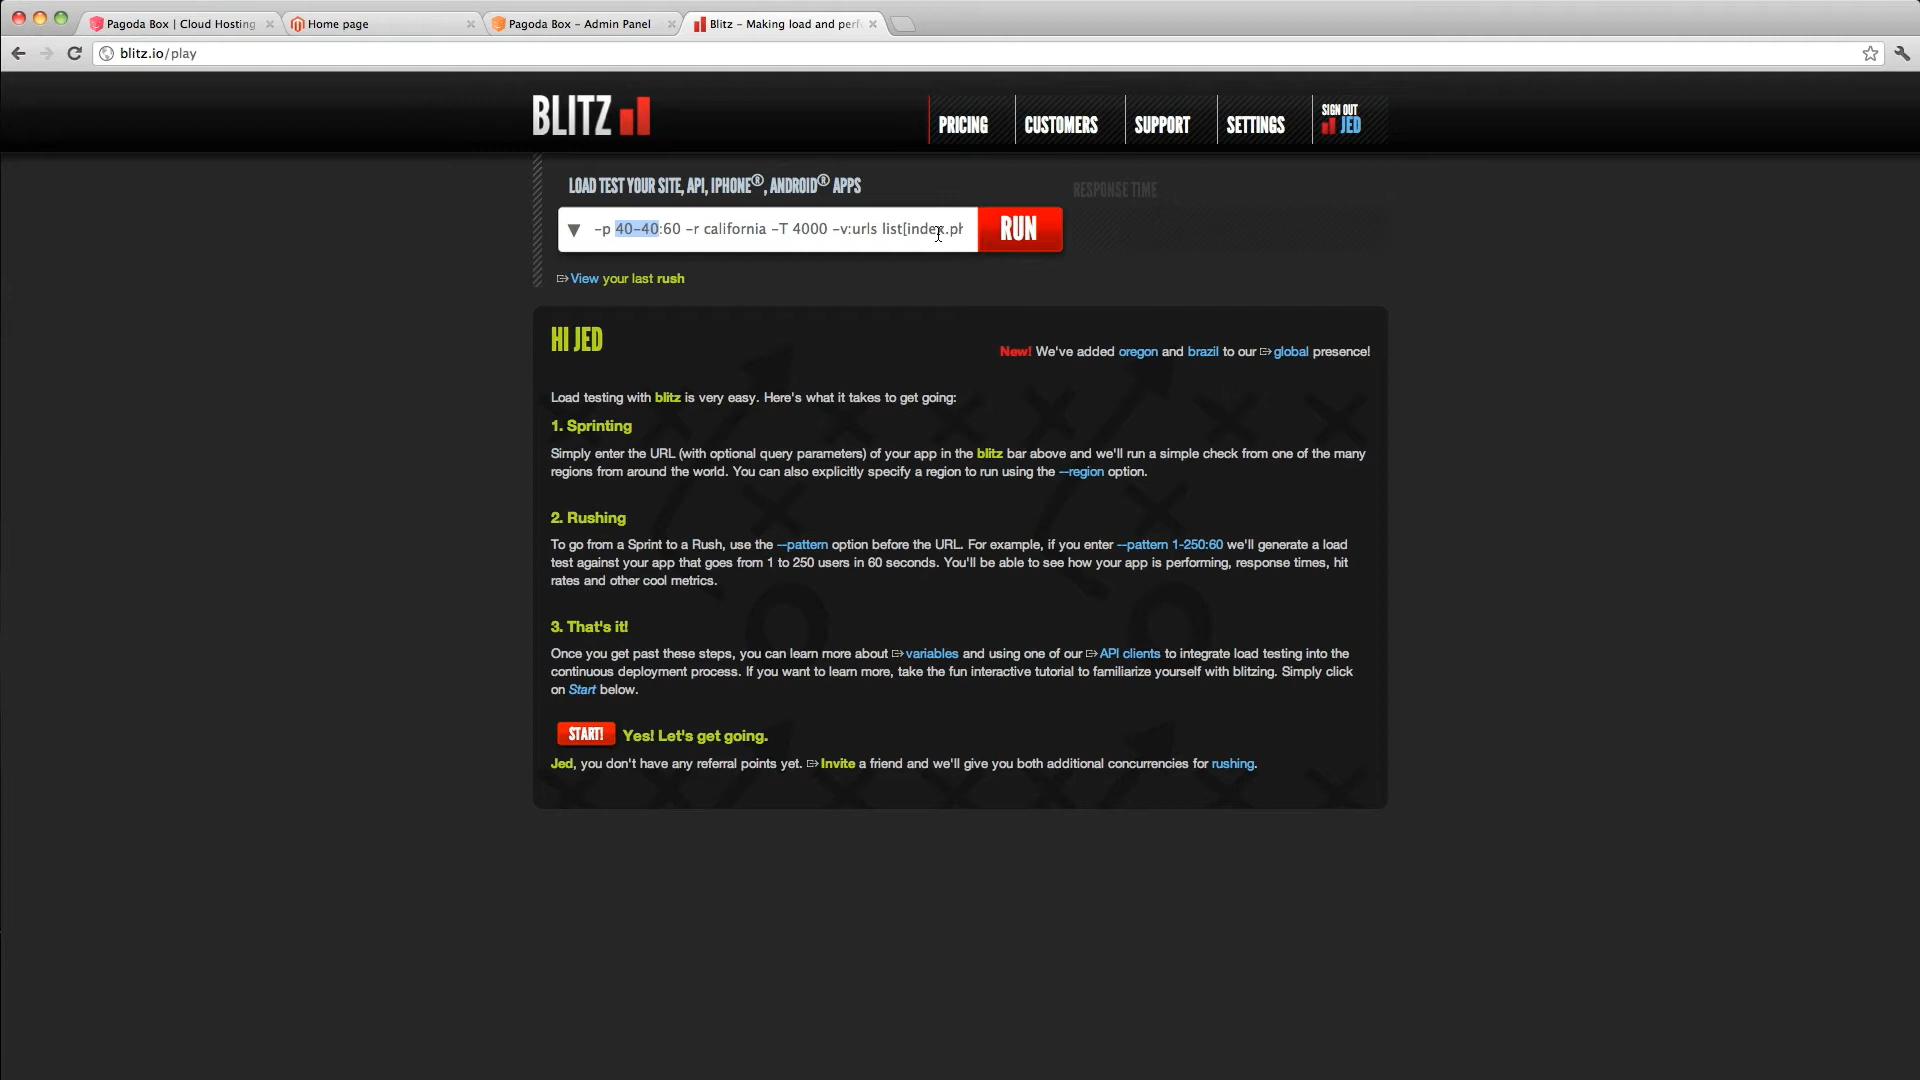 Pagoda Box | Cloud Hosting
Home page
Pagoda Box – Admin Panel
Blitz – Making load and perf
blitz.io/play
BLITZ
PRICING
CUSTOMERS
SUPPORT
SETTINGS
SIGN OUT
JED
LOAD TEST YOUR SITE, API, IPHONE®, ANDROID® APPS
RESPONSE TIME
▼ -p 40-40:60 -r california -T 4000 -v:urls list[index.ph
RUN
View your last rush
HI JED
New! We've added oregon and brazil to our global presence!
Load testing with blitz is very easy. Here's what it takes to get going:
1. Sprinting
Simply enter the URL (with optional query parameters) of your app in the blitz bar above and we'll run a simple check from one of the many
regions from around the world. You can also explicitly specify a region to run using the --region option.
2. Rushing
To go from a Sprint to a Rush, use the --pattern option before the URL. For example, if you enter --pattern 1-250:60 we'll generate a load
test against your app that goes from 1 to 250 users in 60 seconds. You'll be able to see how your app is performing, response times, hit
rates and other cool metrics.
3. That's it!
Once you get past these steps, you can learn more about variables and using one of our API clients to integrate load testing into the
continuous deployment process. If you want to learn more, take the fun interactive tutorial to familiarize yourself with blitzing. Simply click
on Start below.
START! Yes! Let's get going.
Jed, you don't have any referral points yet. Invite a friend and we'll give you both additional concurrencies for rushing.